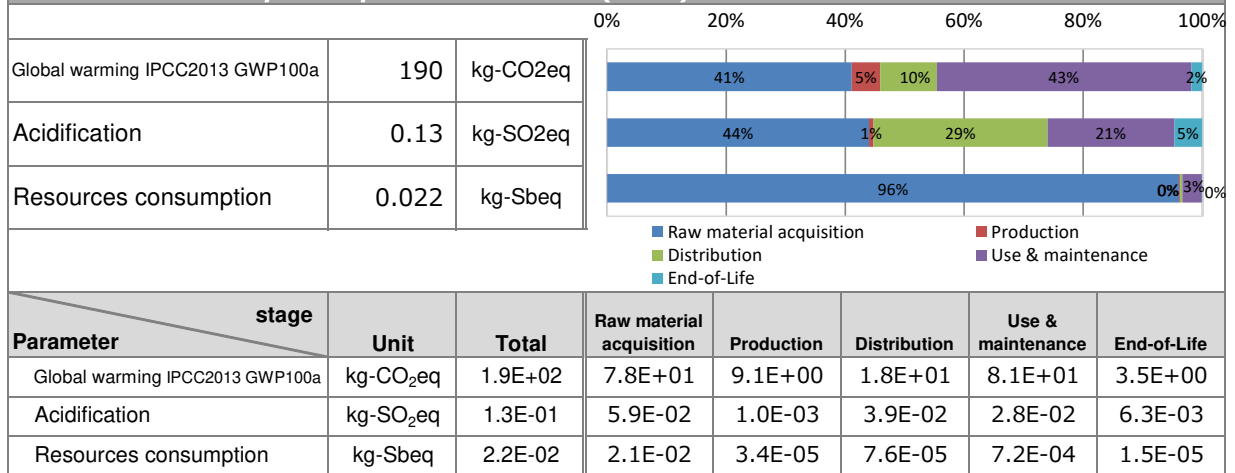 0% 20% 40% 60% 80% 100%
Global warming IPCC2013 GWP100a 190 kg-CO2eq 41% 5% 10% 43% 2%
Acidification 0.13 kg-SO2eq 44% 1% 29% 21% 5%
Resources consumption 0.022 kg-Sbeq 96% 0% 3% 0%
Raw material acquisition Production
Distribution Use & maintenance
End-of-Life
stage
Parameter Unit Total Raw material acquisition Production Distribution Use & maintenance End-of-Life
Global warming IPCC2013 GWP100a kg-CO₂eq 1.9E+02 7.8E+01 9.1E+00 1.8E+01 8.1E+01 3.5E+00
Acidification kg-SO₂eq 1.3E-01 5.9E-02 1.0E-03 3.9E-02 2.8E-02 6.3E-03
Resources consumption kg-Sbeq 2.2E-02 2.1E-02 3.4E-05 7.6E-05 7.2E-04 1.5E-05